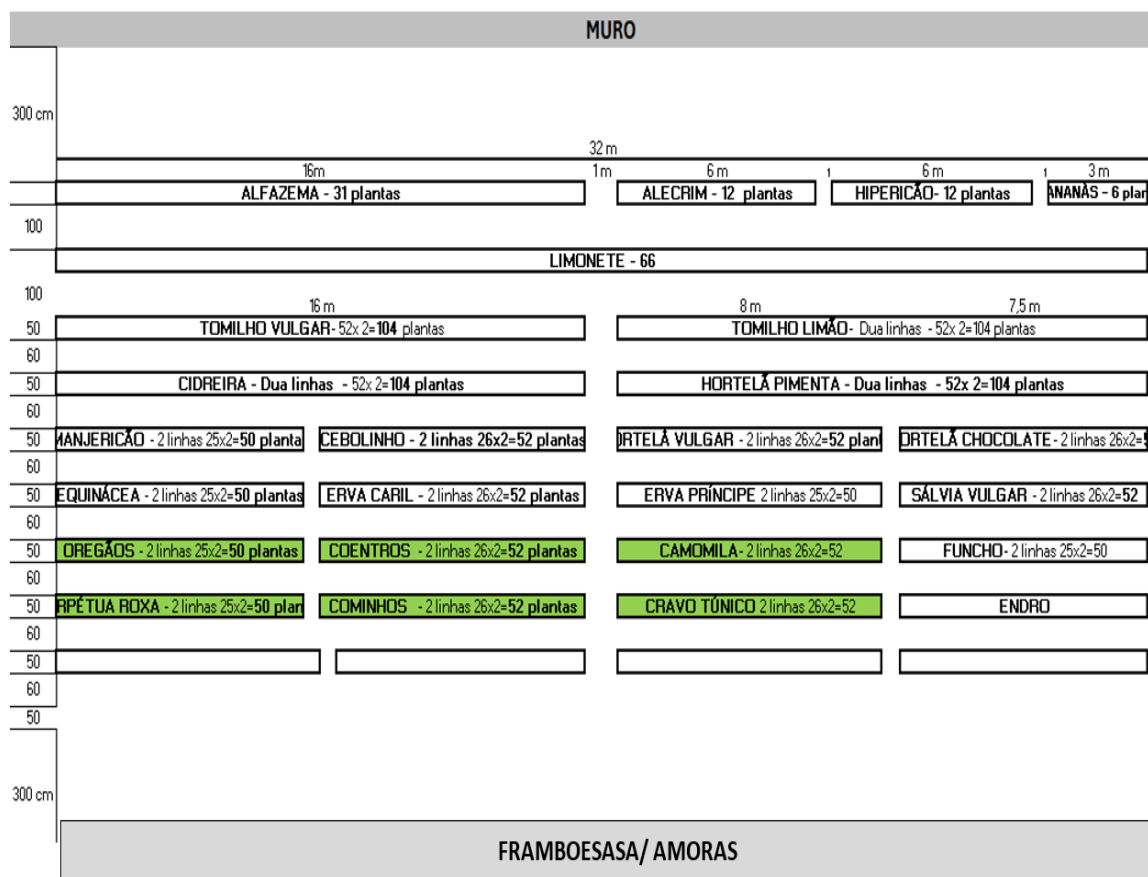 MURO
300 cm
32 m
16m 1 m 6 m 1 6 m 1 3 m
ALFAZEMA - 31 plantas ALECRIM - 12 plantas HIPERICÃO- 12 plantas ANANÀS - 6 plan
100
LIMONETE - 66
100
16 m 8 m 7,5 m
50 TOMILHO VULGAR- 52x 2=104 plantas TOMILHO LIMÃO- Dua linhas - 52x 2=104 plantas
60
50 CIDREIRA - Dua linhas - 52x 2=104 plantas HORTELÃ PIMENTA - Dua linhas - 52x 2=104 plantas
60
50 MANJERICÃO - 2 linhas 25x2=50 planta CEBOLINHO - 2 linhas 26x2=52 plantas ORTELÃ VULGAR - 2 linhas 26x2=52 plant ORTELÃ CHOCOLATE- 2 linhas 26x2=5
60
50 EQUINÁCEA - 2 linhas 25x2=50 plantas ERVA CARIL - 2 linhas 26x2=52 plantas ERVA PRÍNCIPE 2 linhas 25x2=50 SÁLVIA VULGAR - 2 linhas 26x2=52
60
50 OREGÃOS - 2 linhas 25x2=50 plantas COENTROS - 2 linhas 26x2=52 plantas CAMOMILA- 2 linhas 26x2=52 FUNCHO- 2 linhas 25x2=50
60
50 RPÉTUA ROXA - 2 linhas 25x2=50 plan COMINHOS - 2 linhas 26x2=52 plantas CRAVO TÚNICO 2 linhas 26x2=52 ENDRO
60
50
60
50
300 cm
FRAMBOESASA/ AMORAS